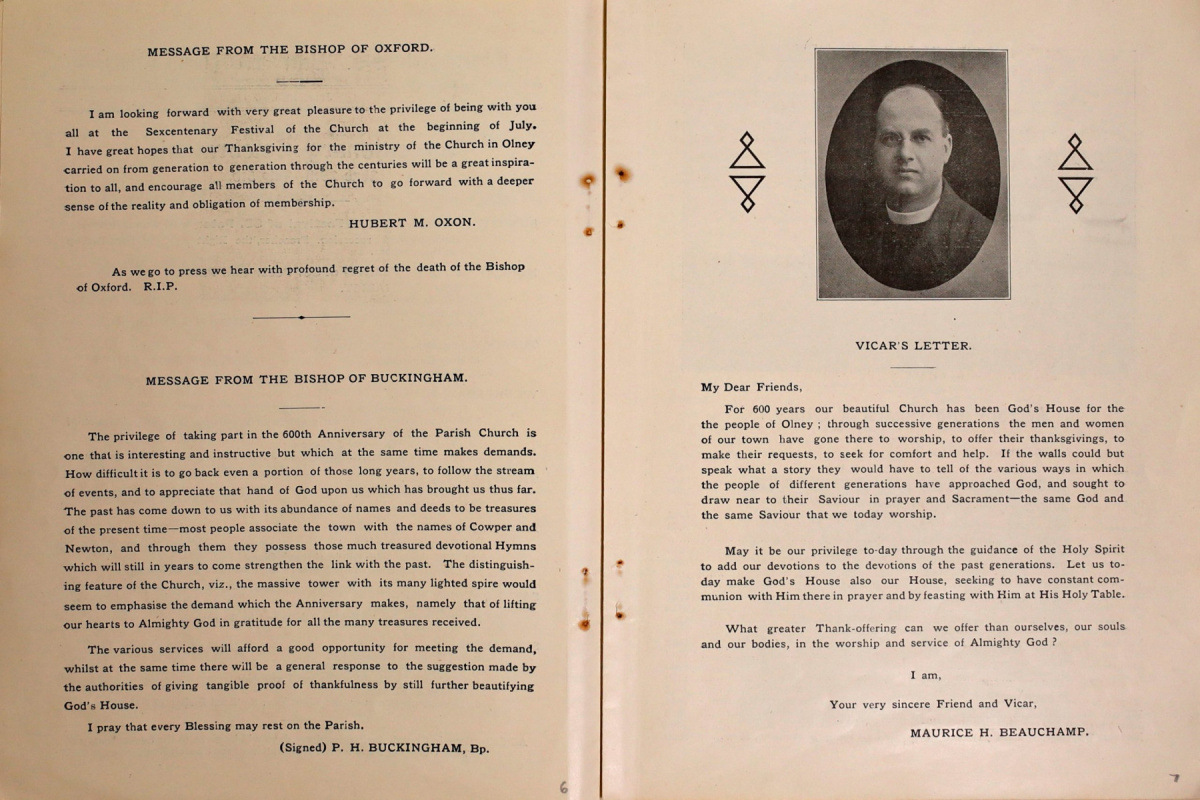 MESSAGE FROM THE BISHOP OF OXFORD.
I am looking forward with very great pleasure to the privilege of being with you
all at the Sexcentenary Festival of the Church at the beginning of July.
I have great hopes that our Thanksgiving for the ministry of the Church in Olney
carried on from generation to generation through the centuries will be a great inspira-
tion to all, and encourage all members of the Church to go forward with a deeper
sense of the reality and obligation of membership.
HUBERT M. OXON.
As we go to press we hear with profound regret of the death of the Bishop
of Oxford. R.I.P.
MESSAGE FROM THE BISHOP OF BUCKINGHAM.
The privilege of taking part in the 600th Anniversary of the Parish Church is
one that is interesting and instructive but which at the same time makes demands.
How difficult it is to go back even a portion of those long years, to follow the stream
of events, and to appreciate that hand of God upon us which has brought us thus far.
The past has come down to us with its abundance of names and deeds to be treasures
of the present time—most people associate the town with the names of Cowper and
Newton, and through them they possess those much treasured devotional Hymns
which will still in years to come strengthen the link with the past. The distinguish-
ing feature of the Church, viz., the massive tower with its many lighted spire would
seem to emphasise the demand which the Anniversary makes, namely that of lifting
our hearts to Almighty God in gratitude for all the many treasures received.
The various services will afford a good opportunity for meeting the demand,
whilst at the same time there will be a general response to the suggestion made by
the authorities of giving tangible proof of thankfulness by still further beautifying
God's House.
I pray that every Blessing may rest on the Parish.
(Signed) P. H. BUCKINGHAM, Bp.
6
VICAR'S LETTER.
My Dear Friends,
For 600 years our beautiful Church has been God's House for the
the people of Olney ; through successive generations the men and women
of our town have gone there to worship, to offer their thanksgivings, to
make their requests, to seek for comfort and help. If the walls could but
speak what a story they would have to tell of the various ways in which
the people of different generations have approached God, and sought to
draw near to their Saviour in prayer and Sacrament—the same God and
the same Saviour that we today worship.
May it be our privilege to-day through the guidance of the Holy Spirit
to add our devotions to the devotions of the past generations. Let us to-
day make God's House also our House, seeking to have constant com-
munion with Him there in prayer and by feasting with Him at His Holy Table.
What greater Thank-offering can we offer than ourselves, our souls
and our bodies, in the worship and service of Almighty God ?
I am,
Your very sincere Friend and Vicar,
MAURICE H. BEAUCHAMP.
7